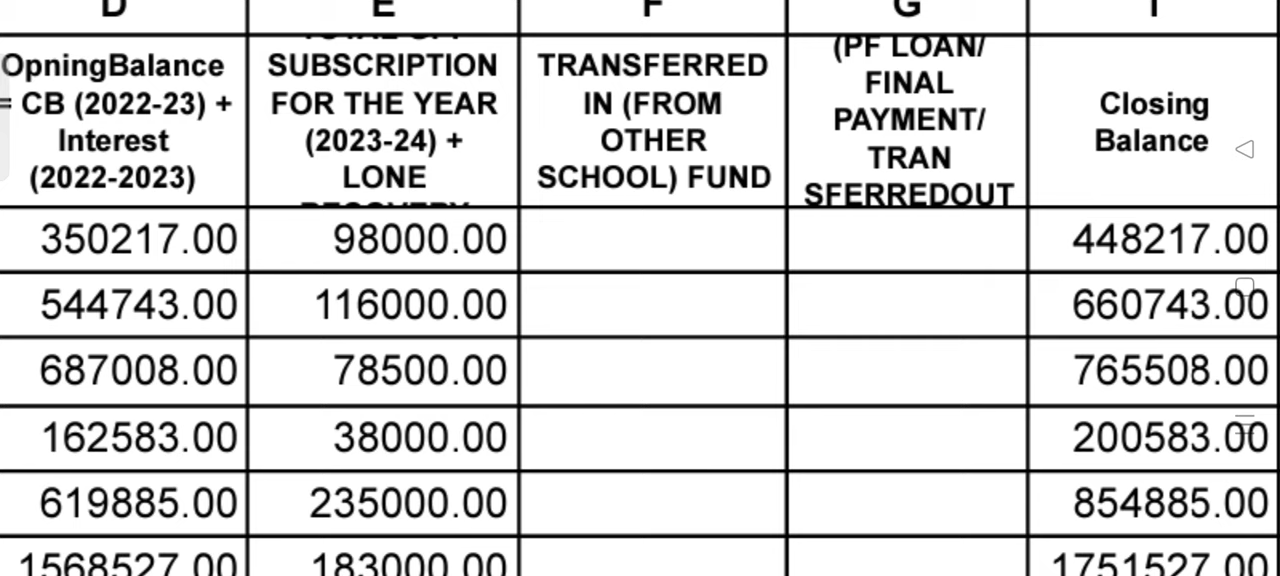 D E F G I
OpningBalance
= CB (2022-23) +
Interest
(2022-2023)
SUBSCRIPTION
FOR THE YEAR
(2023-24) +
LONE
RECOVERY
TRANSFERRED
IN (FROM
OTHER
SCHOOL) FUND
(PF LOAN/
FINAL
PAYMENT/
TRAN
SFERREDOUT
Closing
Balance
350217.00 98000.00 448217.00
544743.00 116000.00 660743.00
687008.00 78500.00 765508.00
162583.00 38000.00 200583.00
619885.00 235000.00 854885.00
1568527.00 183000.00 1751527.00